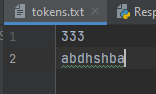 tokens.txt
Resp
1 333
2 abdhshba